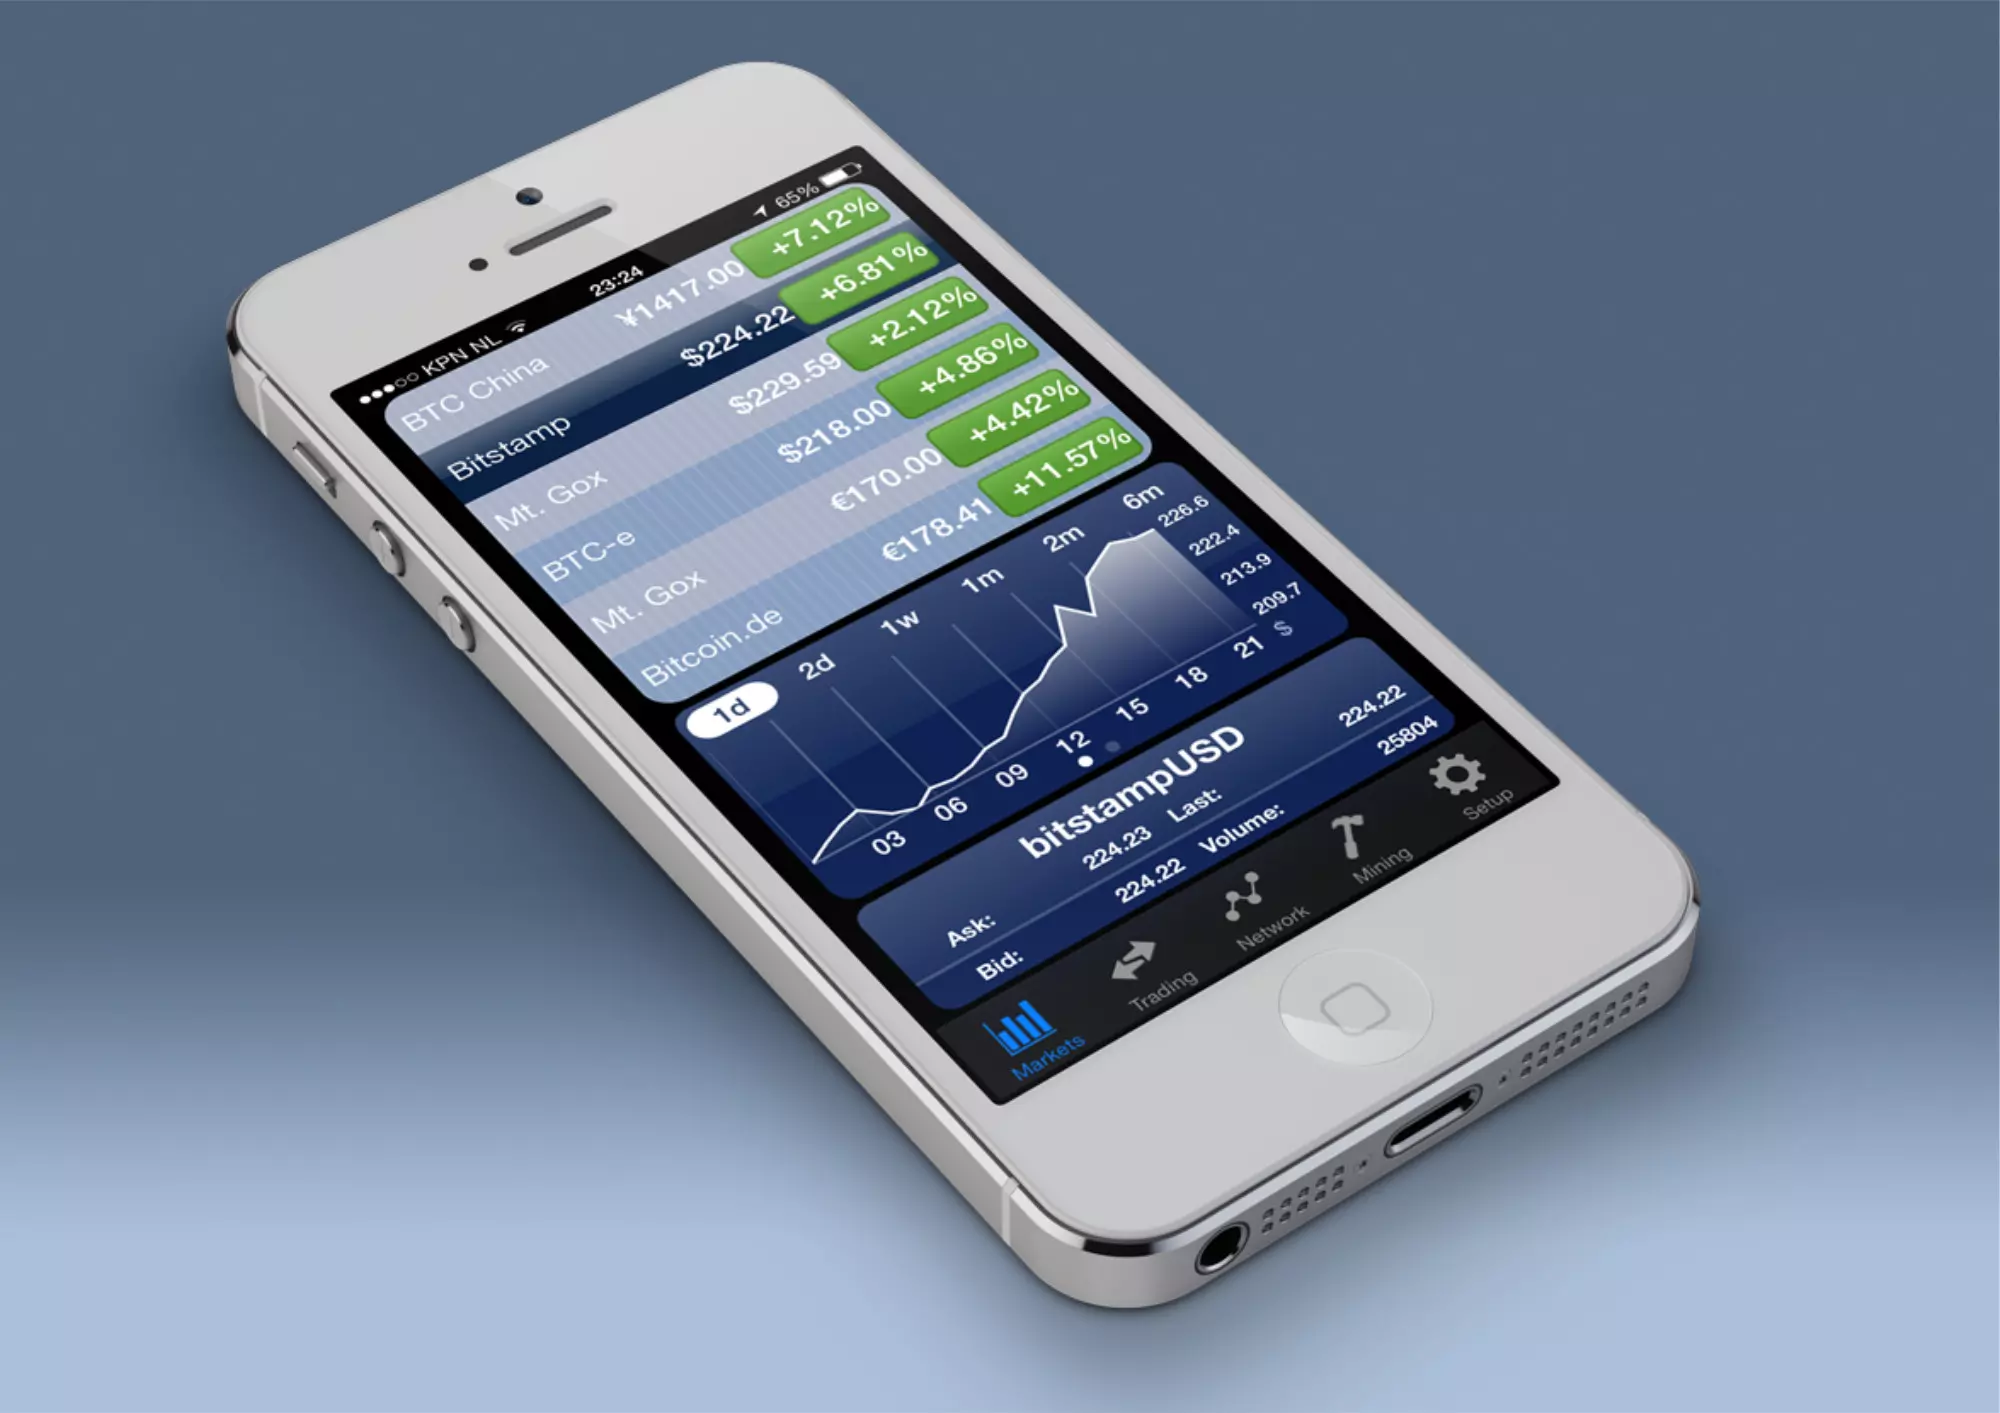 ●●●○○ KPN NL 23:24 65%
BTC China ¥1417.00 +7.12%
Bitstamp $224.22 +6.81%
Mt. Gox $229.59 +2.12%
BTC-e $218.00 +4.86%
Mt. Gox €170.00 +4.42%
Bitcoin.de €178.41 +11.57%
1d 2d 1w 1m 2m 6m
226.6
222.4
213.9
209.7
03 06 09 12 15 18 21 $
bitstampUSD
Ask: 224.23 Last: 224.22
Bid: 224.22 Volume: 25804
Markets Trading Network Mining Setup